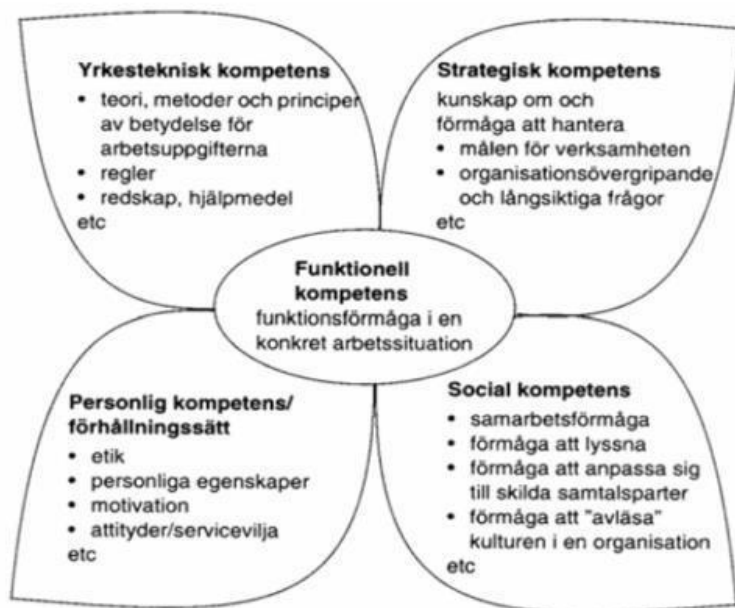 Yrkesteknisk kompetens
• teori, metoder och principer
av betydelse för
arbetsuppgifterna
• regler
• redskap, hjälpmedel
etc
Strategisk kompetens
kunskap om och
förmåga att hantera
• målen för verksamheten
• organisationsövergripande
och långsiktiga frågor
etc
Funktionell
kompetens
funktionsförmåga i en
konkret arbetssituation
Personlig kompetens/
förhållningssätt
• etik
• personliga egenskaper
• motivation
• attityder/servicevilja
etc
Social kompetens
• samarbetsförmåga
• förmåga att lyssna
• förmåga att anpassa sig
till skilda samtalsparter
• förmåga att "avläsa"
kulturen i en organisation
etc